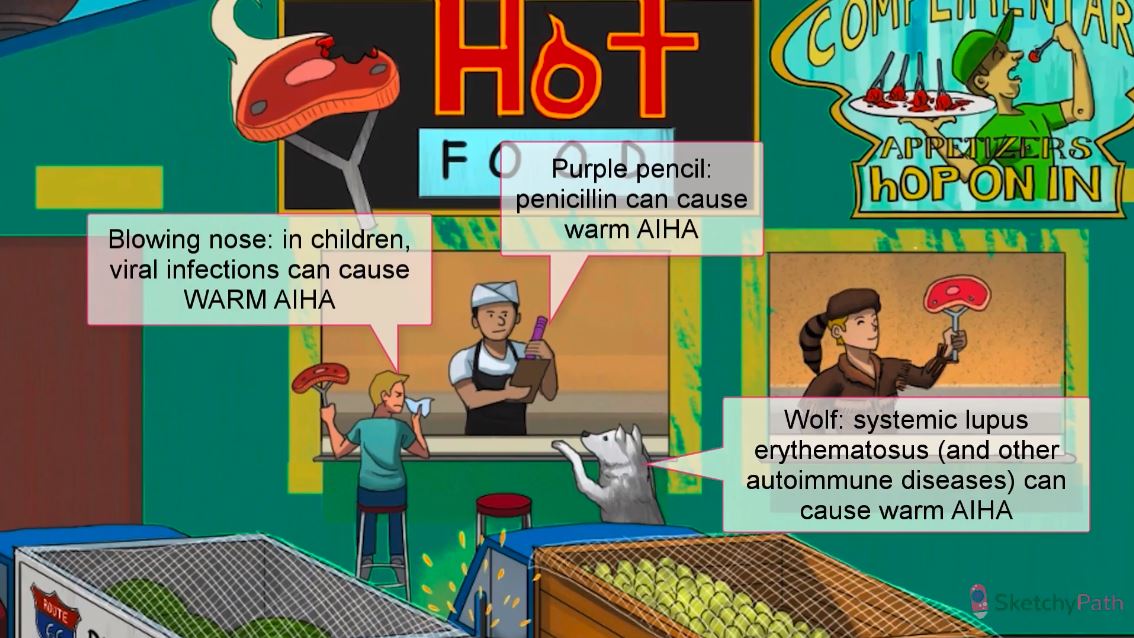 COMPLIMENTAR
HOT
FOOD
Purple pencil:
penicillin can cause
warm AIHA
APPETIZERS
hOP ON IN
Blowing nose: in children,
viral infections can cause
WARM AIHA
Wolf: systemic lupus
erythematosus (and other
autoimmune diseases) can
cause warm AIHA
ROUTE
SketchyPath